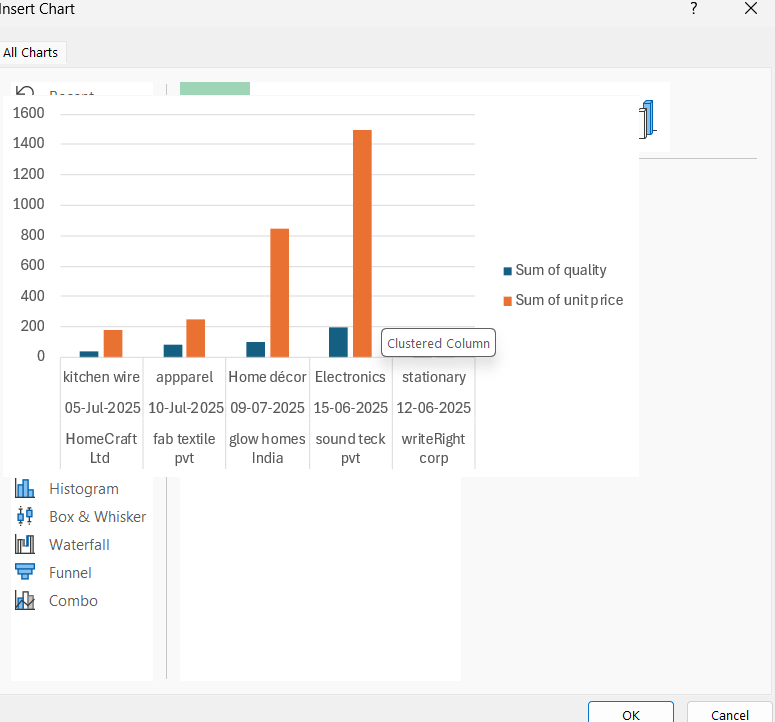 Insert Chart
?
All Charts
1600
1400
1200
1000
800
600
400
200
0
Sum of quality
Sum of unit price
Clustered Column
kitchen wire appparel Home décor Electronics stationary
05-Jul-2025 10-Jul-2025 09-07-2025 15-06-2025 12-06-2025
HomeCraft fab textile glow homes sound teck writeRight
Ltd pvt India pvt corp
Histogram
Box & Whisker
Waterfall
Funnel
Combo
OK Cancel